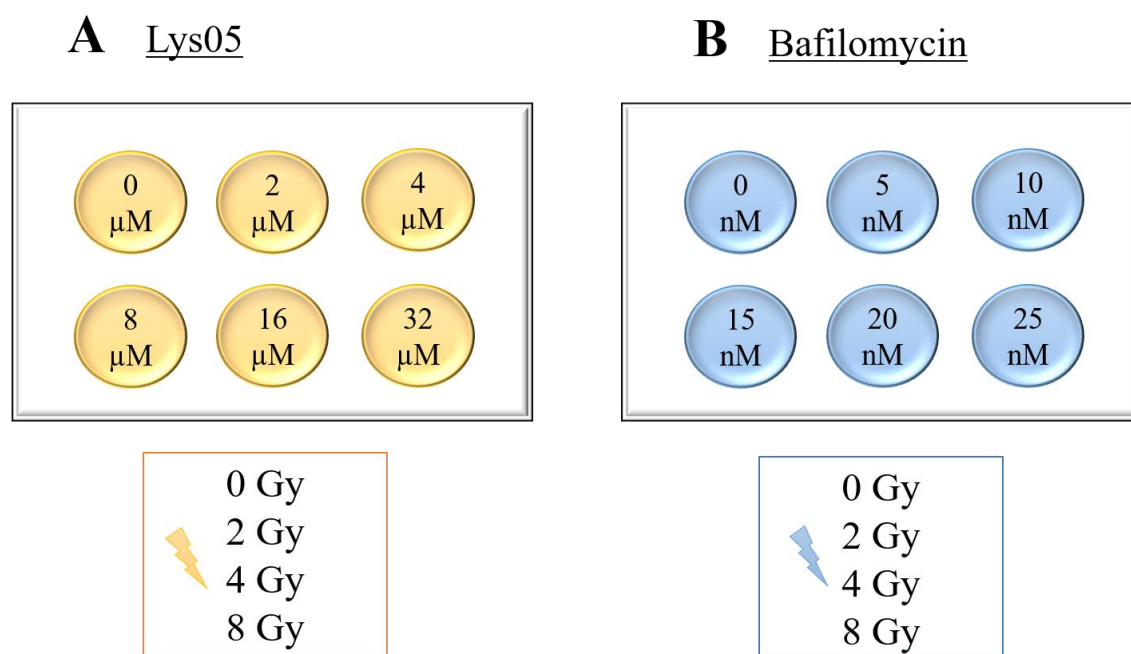 A Lys05
0
µM
2
µM
4
µM
8
µM
16
µM
32
µM
0 Gy
2 Gy
4 Gy
8 Gy
B Bafilomycin
0
nM
5
nM
10
nM
15
nM
20
nM
25
nM
0 Gy
2 Gy
4 Gy
8 Gy